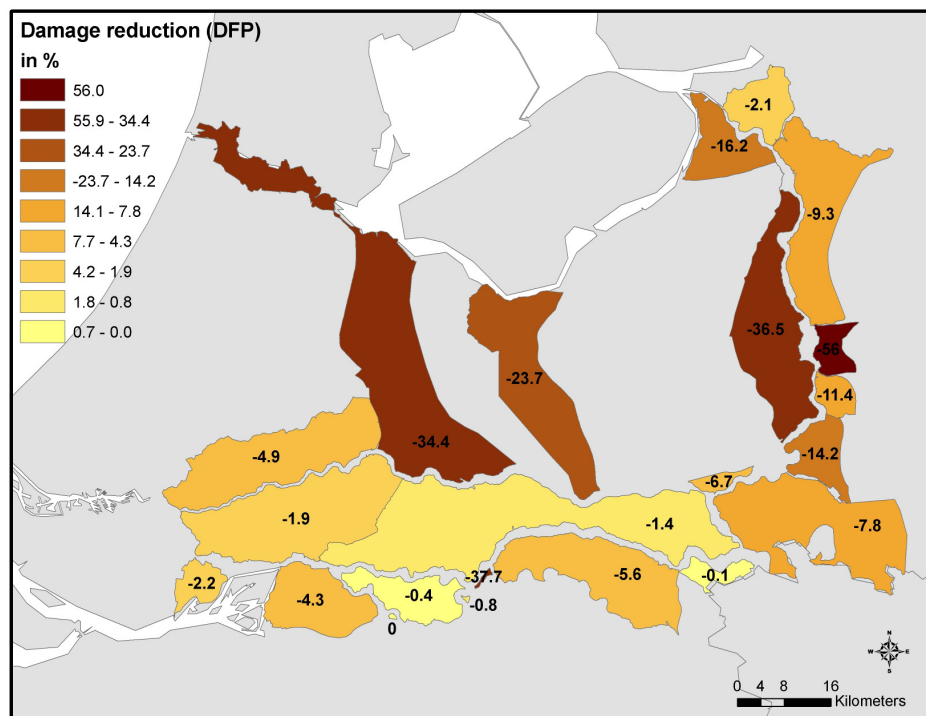 Damage reduction (DFP)
in %
56.0
55.9 - 34.4
34.4 - 23.7
-23.7 - 14.2
14.1 - 7.8
7.7 - 4.3
4.2 - 1.9
1.8 - 0.8
0.7 - 0.0
-2.1
-16.2
-9.3
-36.5
-56
-23.7
-11.4
-34.4
-14.2
-4.9
-6.7
-1.9
-1.4
-7.8
-37.7
-5.6
-0.1
-2.2
-4.3
-0.4
-0.8
0
N
W E
S
0 4 8 16
Kilometers